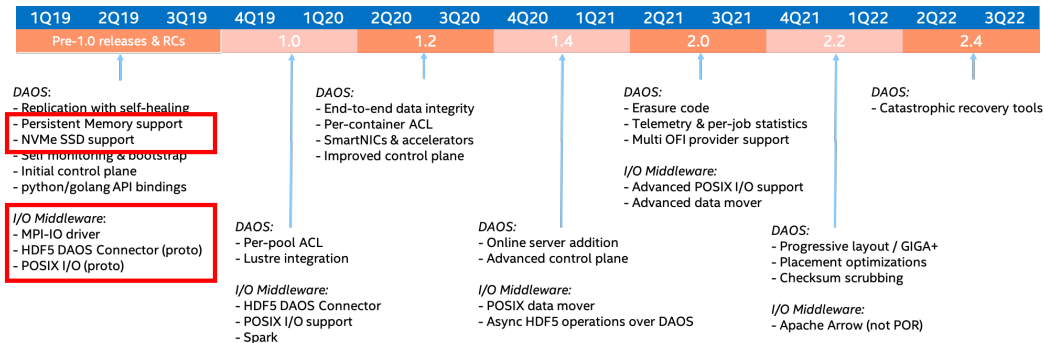 1Q19 2Q19 3Q19 4Q19 1Q20 2Q20 3Q20 4Q20 1Q21 2Q21 3Q21 4Q21 1Q22 2Q22 3Q22
Pre-1.0 releases & RCs 1.0 1.2 1.4 2.0 2.2 2.4
DAOS:
- Replication with self-healing
- Persistent Memory support
- NVMe SSD support
- Self monitoring & bootstrap
- Initial control plane
- python/golang API bindings
I/O Middleware:
- MPI-IO driver
- HDF5 DAOS Connector (proto)
- POSIX I/O (proto)
DAOS:
- Per-pool ACL
- Lustre integration
I/O Middleware:
- HDF5 DAOS Connector
- POSIX I/O support
- Spark
DAOS:
- End-to-end data integrity
- Per-container ACL
- SmartNICs & accelerators
- Improved control plane
DAOS:
- Online server addition
- Advanced control plane
I/O Middleware:
- POSIX data mover
- Async HDF5 operations over DAOS
DAOS:
- Erasure code
- Telemetry & per-job statistics
- Multi OFI provider support
I/O Middleware:
- Advanced POSIX I/O support
- Advanced data mover
DAOS:
- Progressive layout / GIGA+
- Placement optimizations
- Checksum scrubbing
I/O Middleware:
- Apache Arrow (not POR)
DAOS:
- Catastrophic recovery tools